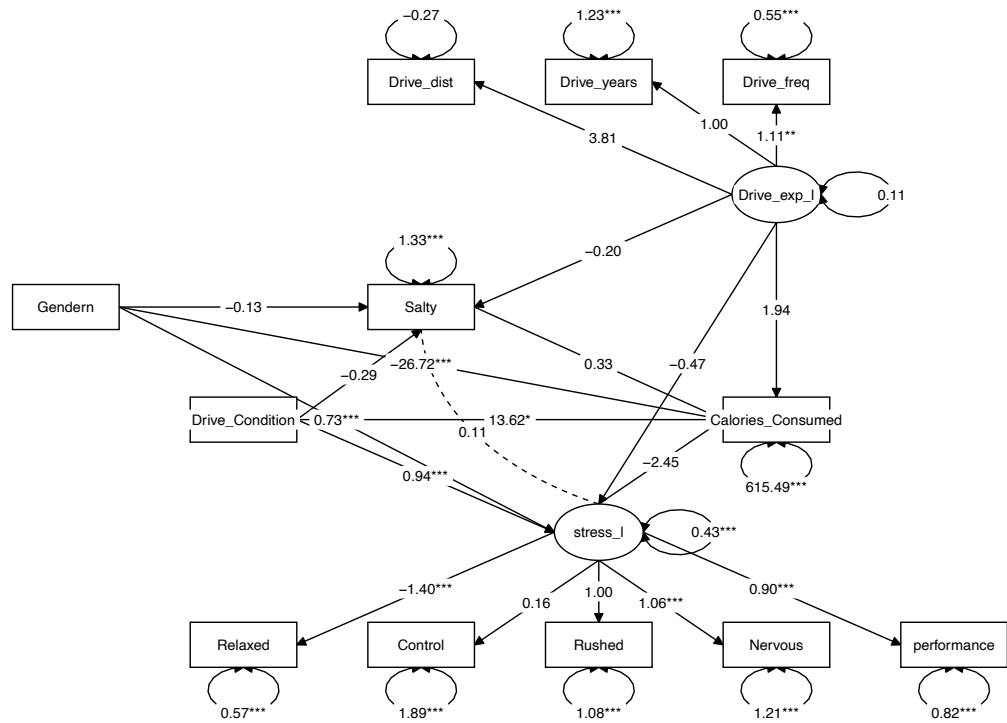 −0.27
1.23***
0.55***
Drive_dist
Drive_years
Drive_freq
3.81
1.00
1.11**
Drive_exp_l
0.11
1.33***
−0.20
Gendern
−0.13
Salty
1.94
−26.72***
0.33
−0.47
−0.29
Drive_Condition
0.73***
13.62*
Calories_Consumed
0.11
−2.45
0.94***
615.49***
stress_l
0.43***
−1.40***
0.16
1.00
1.06***
0.90***
Relaxed
Control
Rushed
Nervous
performance
0.57***
1.89***
1.08***
1.21***
0.82***